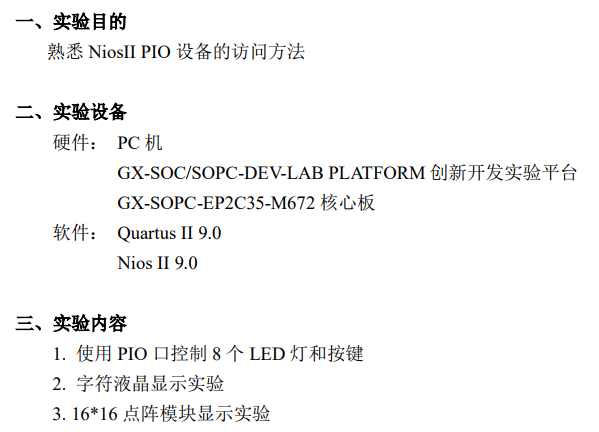 一、实验目的
熟悉 NiosII PIO 设备的访问方法
二、实验设备
硬件： PC 机
GX-SOC/SOPC-DEV-LAB PLATFORM 创新开发实验平台
GX-SOPC-EP2C35-M672 核心板
软件： Quartus II 9.0
Nios II 9.0
三、实验内容
1. 使用 PIO 口控制 8 个 LED 灯和按键
2. 字符液晶显示实验
3. 16*16 点阵模块显示实验